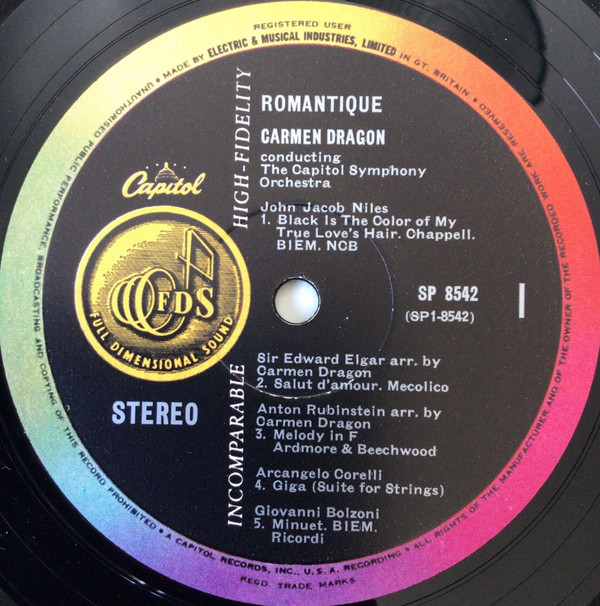 REGISTERED USER
MADE BY ELECTRIC & MUSICAL INDUSTRIES, LIMITED IN GT. BRITAIN • ALL RIGHTS OF THE MANUFACTURER AND OF THE OWNER OF THE RECORDED WORK ARE RESERVED •
UNAUTHORISED PUBLIC PERFORMANCE, BROADCASTING AND COPYING OF THIS RECORD PROHIBITED •
A CAPITOL RECORDS, INC., U. S. A. RECORDING •
REGD. TRADE MARKS
INCOMPARABLE HIGH-FIDELITY
ROMANTIQUE
CARMEN DRAGON
conducting
The Capitol Symphony
Orchestra
Capitol
John Jacob Niles
1. Black Is The Color of My
True Love's Hair. Chappell.
BIEM. NCB
FDS
FULL DIMENSIONAL SOUND
SP 8542
(SP1-8542)
1
STEREO
Sir Edward Elgar arr. by
Carmen Dragon
2. Salut d'amour. Mecolico
Anton Rubinstein arr. by
Carmen Dragon
3. Melody in F
Ardmore & Beechwood
Arcangelo Corelli
4. Giga (Suite for Strings)
Giovanni Bolzoni
5. Minuet. BIEM.
Ricordi